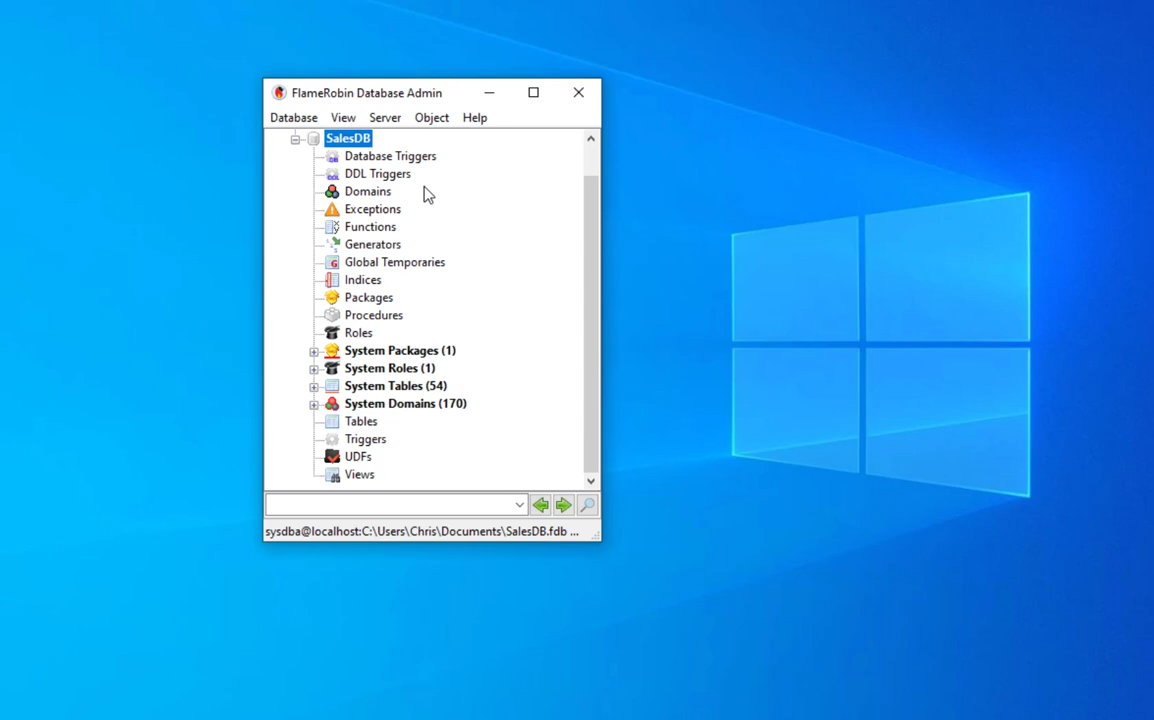 FlameRobin Database Admin
Database View Server Object Help
SalesDB
Database Triggers
DDL Triggers
Domains
Exceptions
Functions
Generators
Global Temporaries
Indices
Packages
Procedures
Roles
System Packages (1)
System Roles (1)
System Tables (54)
System Domains (170)
Tables
Triggers
UDFs
Views
sysdba@localhost:C:\Users\Chris\Documents\SalesDB.fdb ...